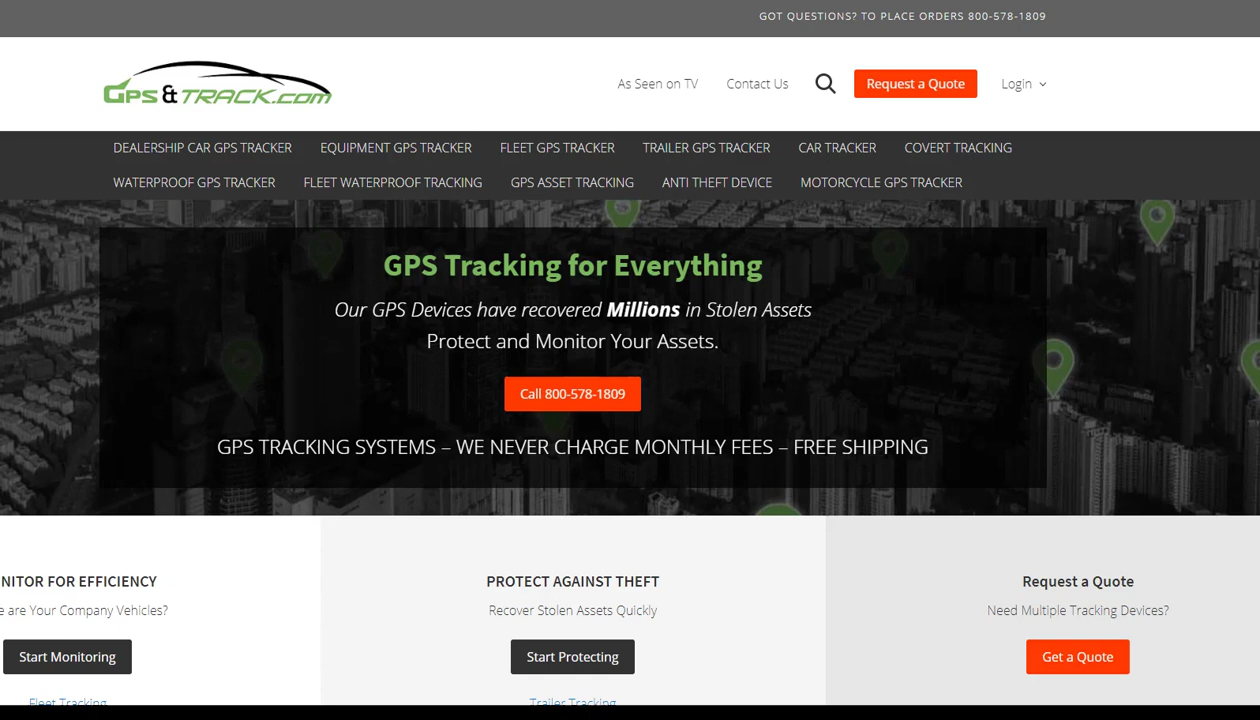 GOT QUESTIONS? TO PLACE ORDERS 800-578-1809
GPS & TRACK.COM
As Seen on TV
Contact Us
Request a Quote
Login
DEALERSHIP CAR GPS TRACKER
EQUIPMENT GPS TRACKER
FLEET GPS TRACKER
TRAILER GPS TRACKER
CAR TRACKER
COVERT TRACKING
WATERPROOF GPS TRACKER
FLEET WATERPROOF TRACKING
GPS ASSET TRACKING
ANTI THEFT DEVICE
MOTORCYCLE GPS TRACKER
GPS Tracking for Everything
Our GPS Devices have recovered Millions in Stolen Assets
Protect and Monitor Your Assets.
Call 800-578-1809
GPS TRACKING SYSTEMS – WE NEVER CHARGE MONTHLY FEES – FREE SHIPPING
NITOR FOR EFFICIENCY
e are Your Company Vehicles?
Start Monitoring
Fleet Tracking
PROTECT AGAINST THEFT
Recover Stolen Assets Quickly
Start Protecting
Trailer Tracking
Request a Quote
Need Multiple Tracking Devices?
Get a Quote